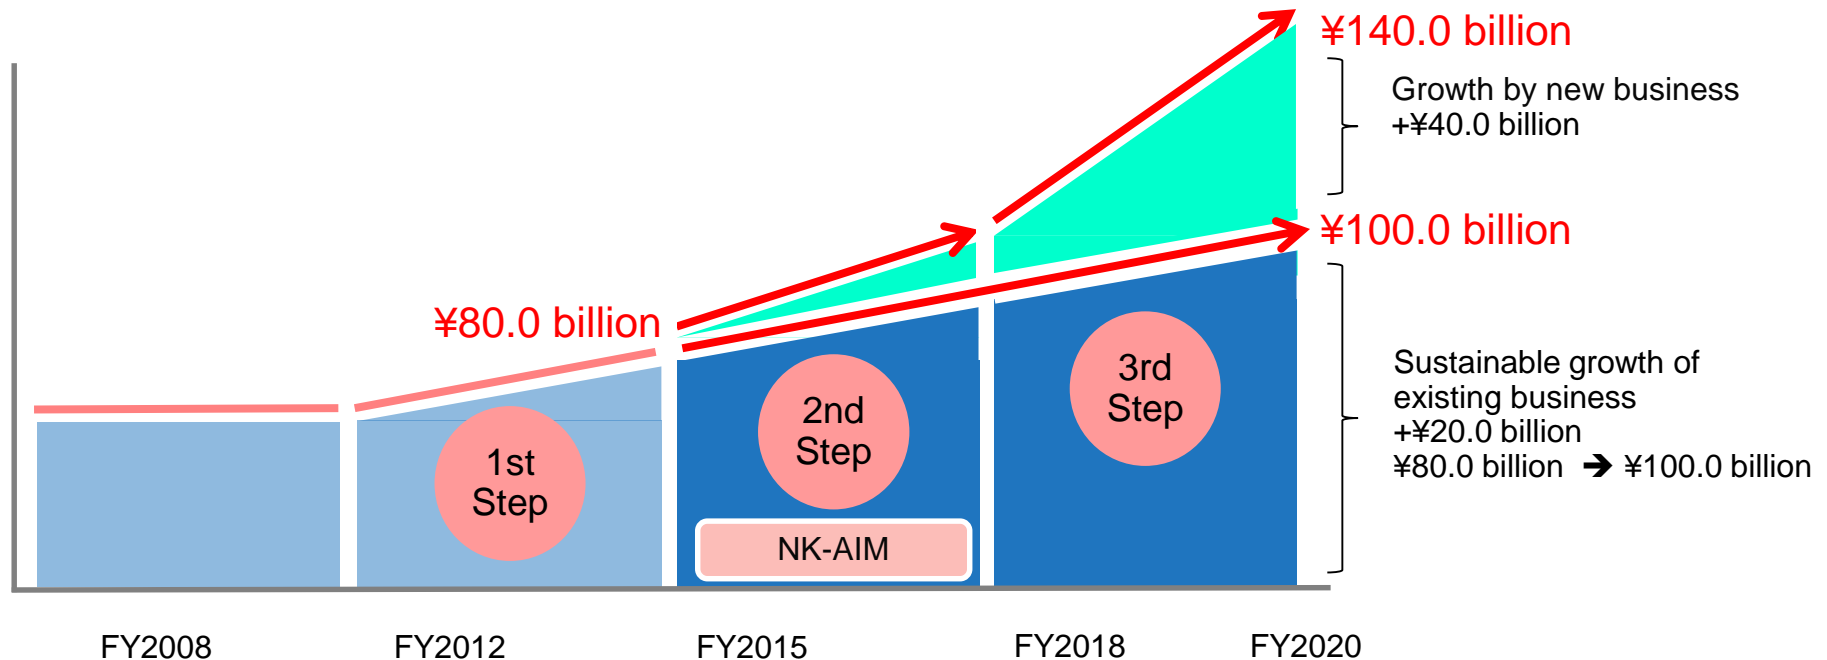 ¥140.0 billion
Growth by new business
+¥40.0 billion
¥100.0 billion
¥80.0 billion
Sustainable growth of
existing business
+¥20.0 billion
¥80.0 billion ➔ ¥100.0 billion
1st
Step
2nd
Step
3rd
Step
NK-AIM
FY2008
FY2012
FY2015
FY2018
FY2020